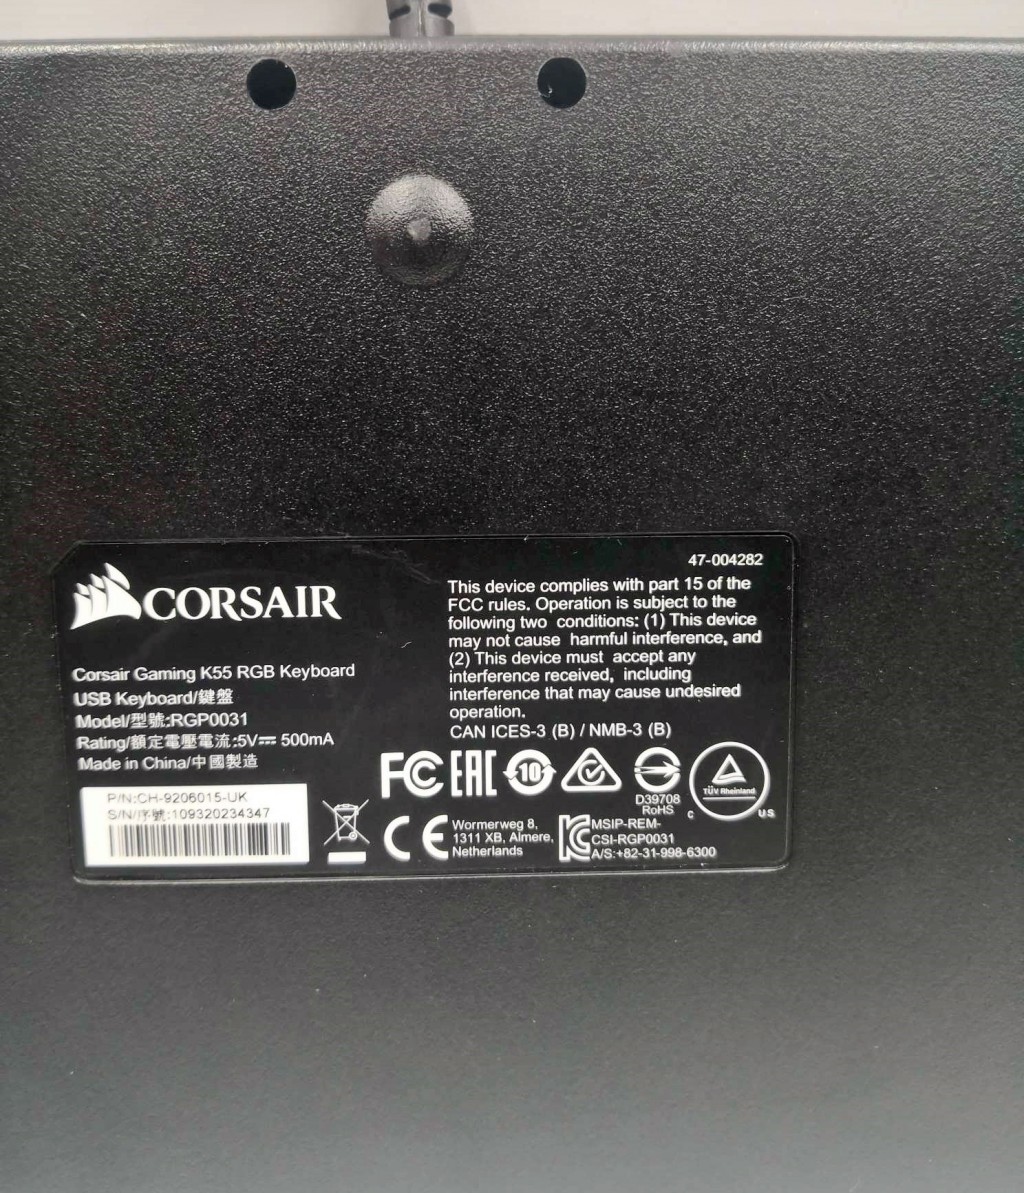 47-004282
CORSAIR
Corsair Gaming K55 RGB Keyboard
USB Keyboard/鍵盤
Model/型號:RGP0031
Rating/額定電壓電流:5V⎓ 500mA
Made in China/中國製造
P/N:CH-9206015-UK
S/N/序號:109320234347
This device complies with part 15 of the
FCC rules. Operation is subject to the
following two conditions: (1) This device
may not cause harmful interference, and
(2) This device must accept any
interference received, including
interference that may cause undesired
operation.
CAN ICES-3 (B) / NMB-3 (B)
FC EAC 10
D39708
RoHS
TÜV Rheinland
C US
CE
Wormerweg 8,
1311 XB, Almere,
Netherlands
MSIP-REM-
CSI-RGP0031
A/S:+82-31-998-6300